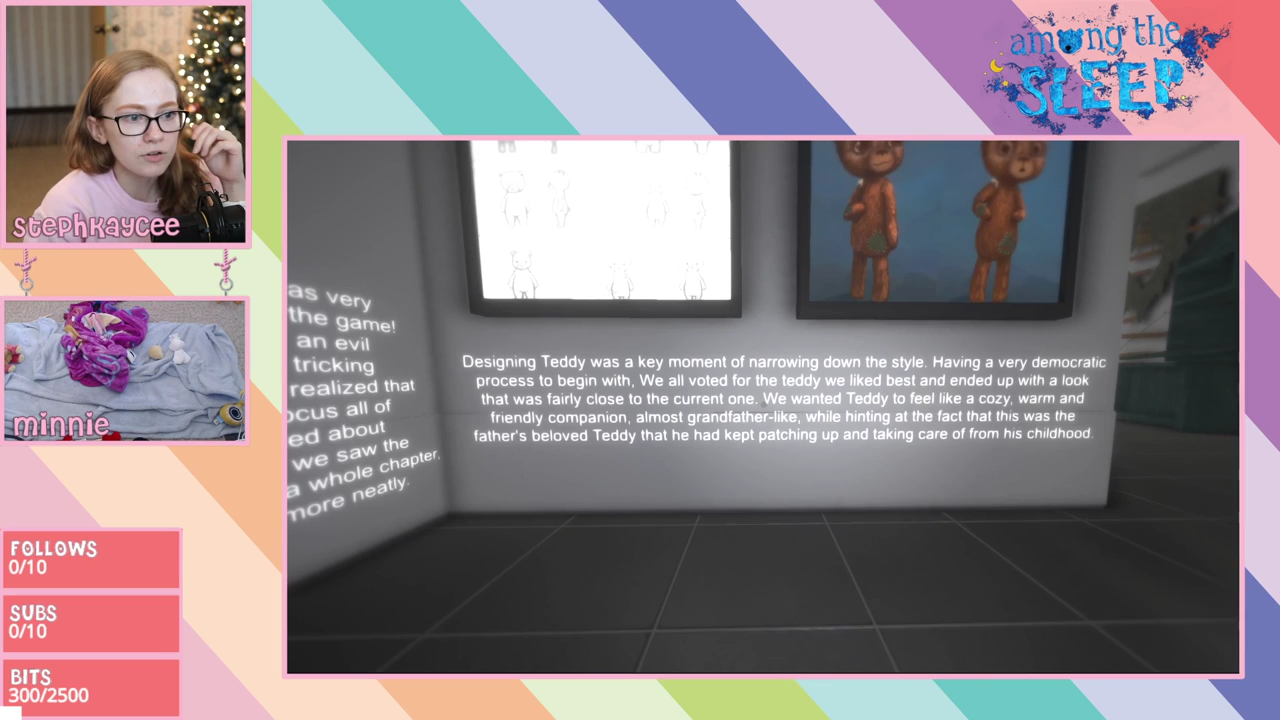 among the
SLEEP
stephkaycee
minnie
FOLLOWS
0/10
SUBS
0/10
BITS
300/2500
as very
the game!
an evil
tricking
realized that
ocus all of
ed about
we saw the
a whole chapter,
more neatly.
Designing Teddy was a key moment of narrowing down the style. Having a very democratic
process to begin with, We all voted for the teddy we liked best and ended up with a look
that was fairly close to the current one. We wanted Teddy to feel like a cozy, warm and
friendly companion, almost grandfather-like, while hinting at the fact that this was the
father's beloved Teddy that he had kept patching up and taking care of from his childhood.